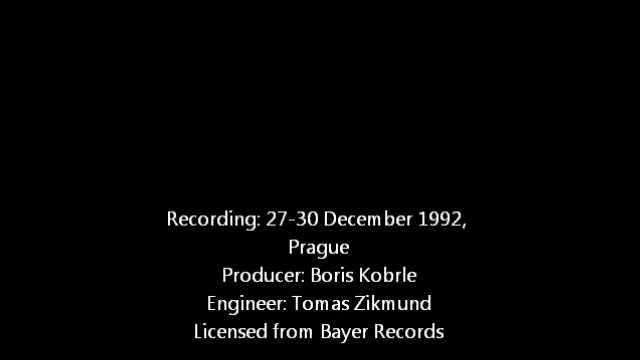 Recording: 27-30 December 1992,
Prague
Producer: Boris Kobrle
Engineer: Tomas Zikmund
Licensed from Bayer Records